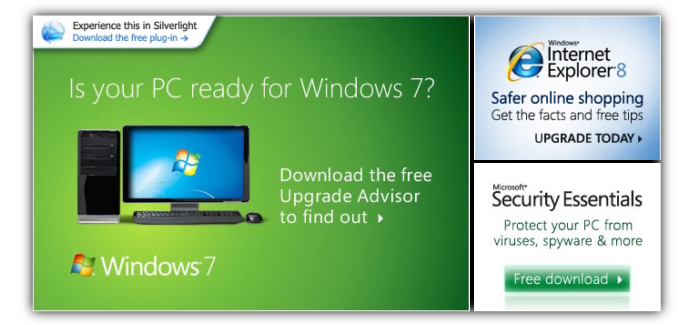 Experience this in Silverlight
Download the free plug-in →
Is your PC ready for Windows 7?
Download the free
Upgrade Advisor
to find out ▸
Windows 7
Windows
Internet
Explorer 8
Safer online shopping
Get the facts and free tips
UPGRADE TODAY ▸
Microsoft
Security Essentials
Protect your PC from
viruses, spyware & more
Free download ▸